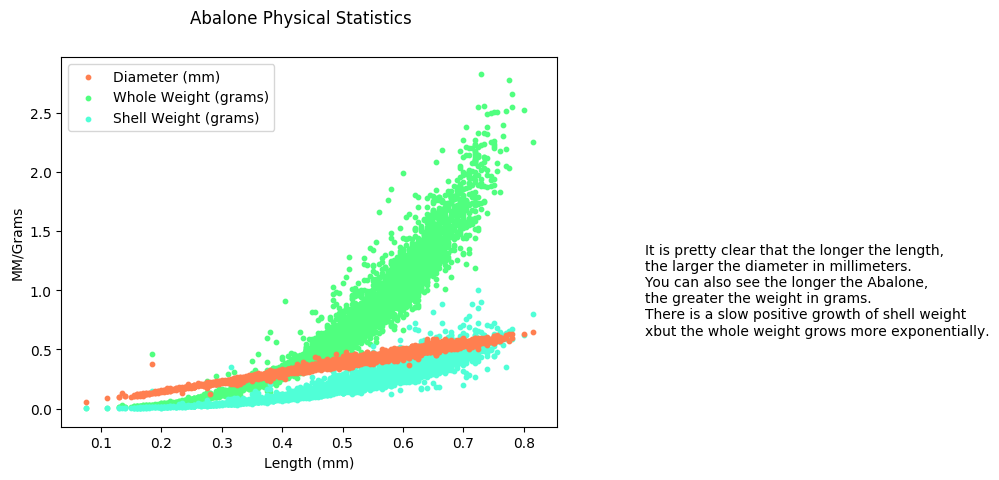 Abalone Physical Statistics
Diameter (mm)
Whole Weight (grams)
Shell Weight (grams)
MM/Grams
2.5
2.0
1.5
1.0
0.5
0.0
0.1 0.2 0.3 0.4 0.5 0.6 0.7 0.8
Length (mm)
It is pretty clear that the longer the length,
the larger the diameter in millimeters.
You can also see the longer the Abalone,
the greater the weight in grams.
There is a slow positive growth of shell weight
xbut the whole weight grows more exponentially.